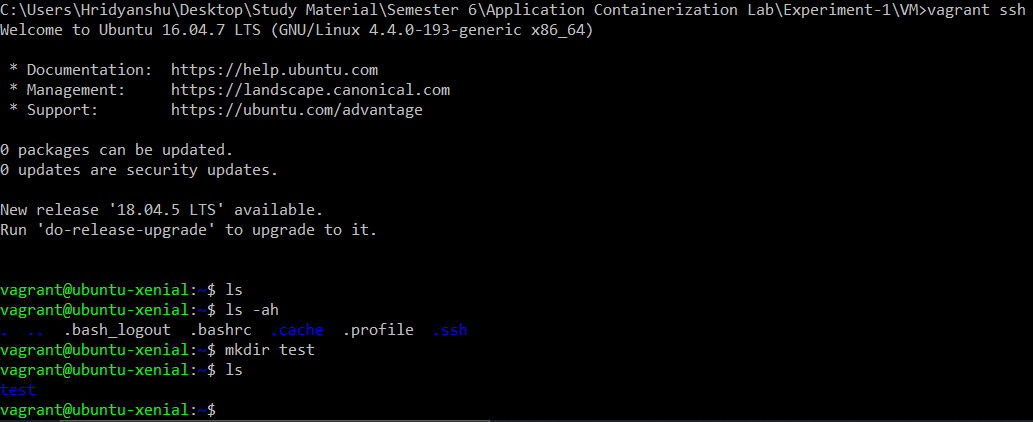 C:\Users\Hridyanshu\Desktop\Study Material\Semester 6\Application Containerization Lab\Experiment-1\VM>vagrant ssh
Welcome to Ubuntu 16.04.7 LTS (GNU/Linux 4.4.0-193-generic x86_64)
* Documentation:  https://help.ubuntu.com
* Management:     https://landscape.canonical.com
* Support:        https://ubuntu.com/advantage
0 packages can be updated.
0 updates are security updates.
New release '18.04.5 LTS' available.
Run 'do-release-upgrade' to upgrade to it.
vagrant@ubuntu-xenial:~$ ls
vagrant@ubuntu-xenial:~$ ls -ah
.  ..  .bash_logout  .bashrc  .cache  .profile  .ssh
vagrant@ubuntu-xenial:~$ mkdir test
vagrant@ubuntu-xenial:~$ ls
test
vagrant@ubuntu-xenial:~$